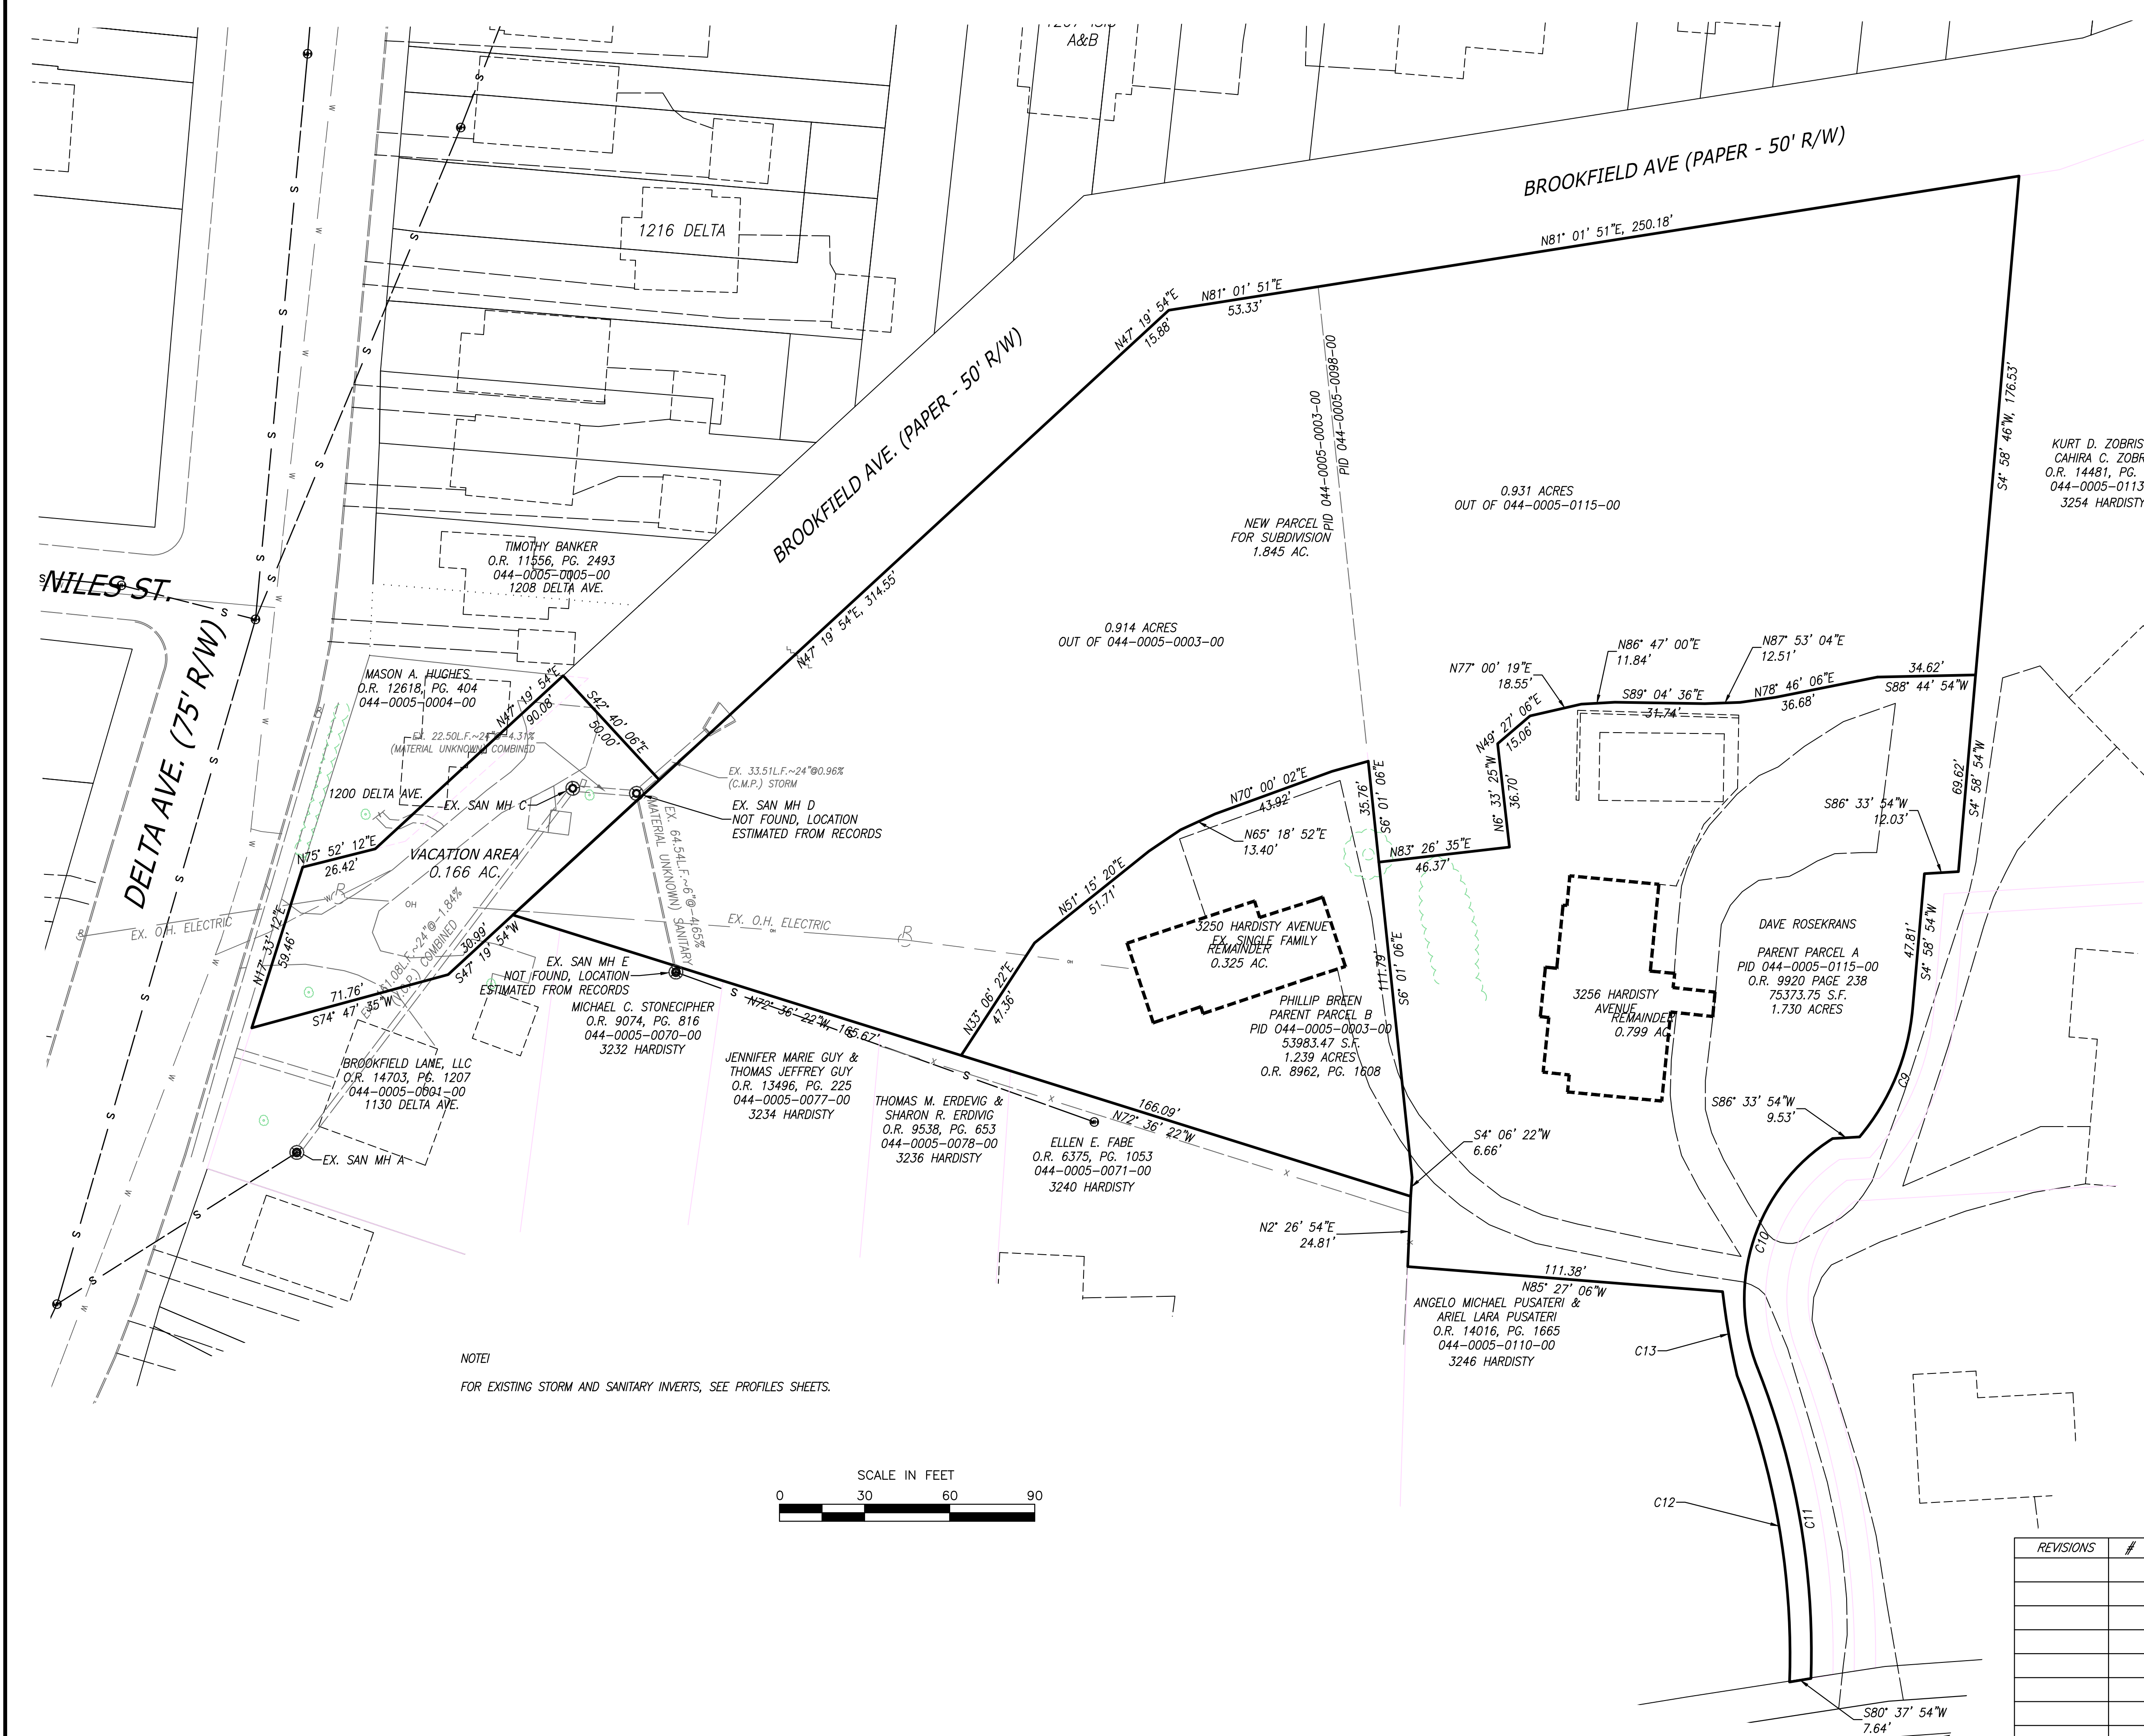 A&B
BROOKFIELD AVE (PAPER - 50' R/W)
1216 DELTA
N81° 01' 51"E, 250.18'
N81° 01' 51"E
53.33'
N47° 19' 54"E
15.88'
BROOKFIELD AVE. (PAPER - 50' R/W)
PID 044-0005-0003-00
PID 044-0005-0098-00
S4° 58' 46"W, 176.53'
KURT D. ZOBRIS
CAHIRA C. ZOBR
O.R. 14481, PG.
044-0005-0113
3254 HARDISTY
0.931 ACRES
OUT OF 044-0005-0115-00
NEW PARCEL
FOR SUBDIVISION
1.845 AC.
TIMOTHY BANKER
O.R. 11556, PG. 2493
044-0005-0005-00
1208 DELTA AVE.
NILES ST.
DELTA AVE. (75' R/W)
N47° 19' 54"E, 314.55'
0.914 ACRES
OUT OF 044-0005-0003-00
MASON A. HUGHES
O.R. 12618, PG. 404
044-0005-0004-00
N47° 19' 54"E
90.08'
S42° 40' 06"E
50.00'
EX. 22.50L.F.~24"@-4.31%
(MATERIAL UNKNOWN) COMBINED
EX. 33.51L.F.~24"@0.96%
(C.M.P.) STORM
1200 DELTA AVE.
EX. SAN MH C
EX. SAN MH D
NOT FOUND, LOCATION
ESTIMATED FROM RECORDS
EX. 64.54L.F.~6"@-4.65%
(MATERIAL UNKNOWN) SANITARY
N75° 52' 12"E
26.42'
VACATION AREA
0.166 AC.
N17° 33' 12"E
59.46'
EX. O.H. ELECTRIC
OH
EX. O.H. ELECTRIC
30.99'
S47° 19' 54"W
71.76'
S74° 47' 35"W
EX. SAN MH E
NOT FOUND, LOCATION
ESTIMATED FROM RECORDS
N77° 00' 19"E
18.55'
N86° 47' 00"E
11.84'
N87° 53' 04"E
12.51'
S89° 04' 36"E
31.74'
N78° 46' 06"E
36.68'
34.62'
S88° 44' 54"W
N49° 27' 06"E
15.06'
N6° 33' 25"W
36.70'
35.76'
S6° 01' 06"E
N70° 00' 02"E
43.92'
N65° 18' 52"E
13.40'
N83° 26' 35"E
46.37'
N51° 15' 20"E
51.71'
N33° 06' 22"E
47.36'
69.62'
S4° 58' 54"W
S86° 33' 54"W
12.03'
47.81'
S4° 58' 54"W
3250 HARDISTY AVENUE
EX. SINGLE FAMILY
REMAINDER
0.325 AC.
111.79'
S6° 01' 06"E
PHILLIP BREEN
PARENT PARCEL B
PID 044-0005-0003-00
53983.47 S.F.
1.239 ACRES
O.R. 8962, PG. 1608
DAVE ROSEKRANS
PARENT PARCEL A
PID 044-0005-0115-00
O.R. 9920 PAGE 238
75373.75 S.F.
1.730 ACRES
3256 HARDISTY
AVENUE
REMAINDER
0.799 AC.
N72° 36' 22"W, 165.67'
MICHAEL C. STONECIPHER
O.R. 9074, PG. 816
044-0005-0070-00
3232 HARDISTY
JENNIFER MARIE GUY &
THOMAS JEFFREY GUY
O.R. 13496, PG. 225
044-0005-0077-00
3234 HARDISTY
THOMAS M. ERDEVIG &
SHARON R. ERDIVIG
O.R. 9538, PG. 653
044-0005-0078-00
3236 HARDISTY
166.09'
N72° 36' 22"W
ELLEN E. FABE
O.R. 6375, PG. 1053
044-0005-0071-00
3240 HARDISTY
BROOKFIELD LANE, LLC
O.R. 14703, PG. 1207
044-0005-0001-00
1130 DELTA AVE.
EX. SAN MH A
C9
S86° 33' 54"W
9.53'
S4° 06' 22"W
6.66'
N2° 26' 54"E
24.81'
C10
111.38'
N85° 27' 06"W
ANGELO MICHAEL PUSATERI &
ARIEL LARA PUSATERI
O.R. 14016, PG. 1665
044-0005-0110-00
3246 HARDISTY
C13
NOTE!
FOR EXISTING STORM AND SANITARY INVERTS, SEE PROFILES SHEETS.
SCALE IN FEET
0 30 60 90
C12
C11
REVISIONS #
S80° 37' 54"W
7.64'